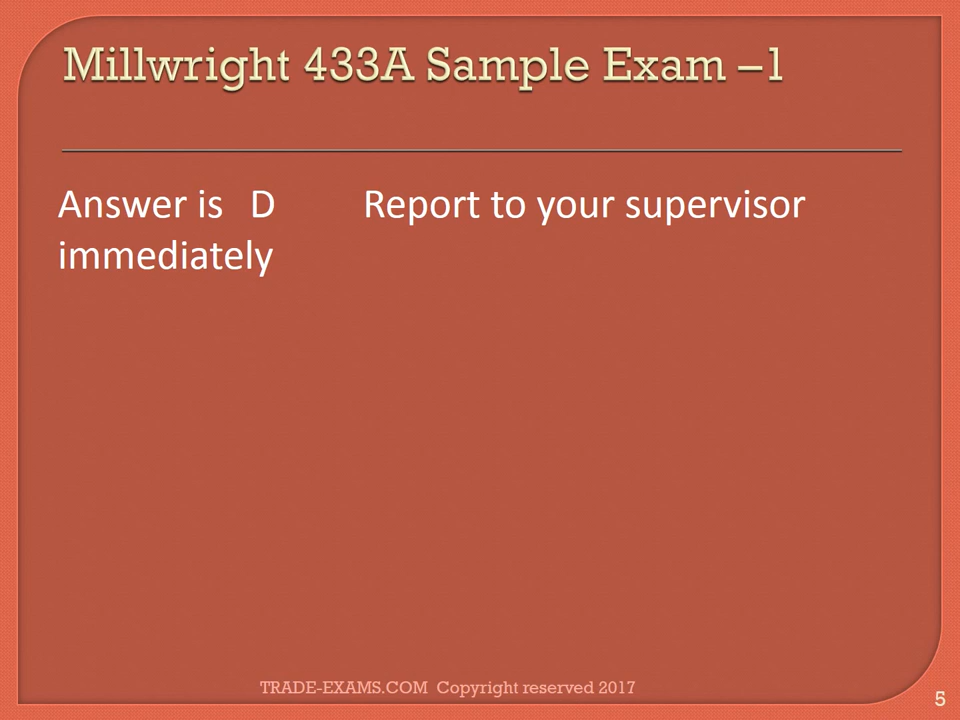 Millwright 433A Sample Exam –1
Answer is D Report to your supervisor
immediately
TRADE-EXAMS.COM Copyright reserved 2017
5